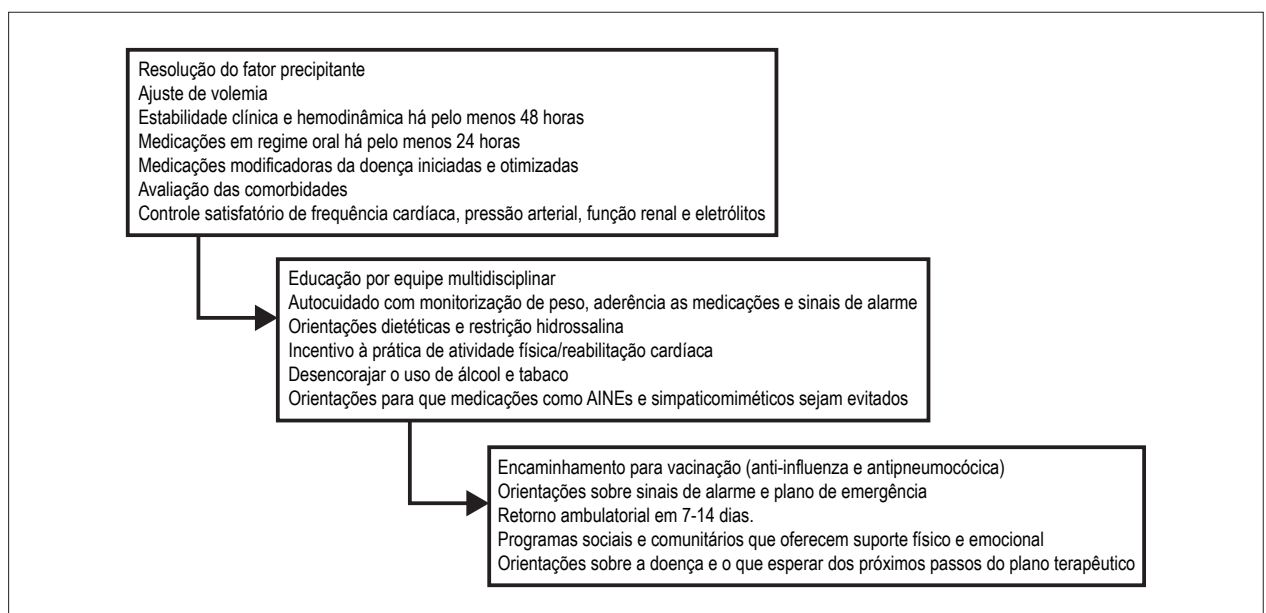 Resolução do fator precipitante
Ajuste de volemia
Estabilidade clínica e hemodinâmica há pelo menos 48 horas
Medicações em regime oral há pelo menos 24 horas
Medicações modificadoras da doença iniciadas e otimizadas
Avaliação das comorbidades
Controle satisfatório de frequência cardíaca, pressão arterial, função renal e eletrólitos
Educação por equipe multidisciplinar
Autocuidado com monitorização de peso, aderência as medicações e sinais de alarme
Orientações dietéticas e restrição hidrossalina
Incentivo à prática de atividade física/reabilitação cardíaca
Desencorajar o uso de álcool e tabaco
Orientações para que medicações como AINEs e simpaticomiméticos sejam evitados
Encaminhamento para vacinação (anti-influenza e antipneumocócica)
Orientações sobre sinais de alarme e plano de emergência
Retorno ambulatorial em 7-14 dias.
Programas sociais e comunitários que oferecem suporte físico e emocional
Orientações sobre a doença e o que esperar dos próximos passos do plano terapêutico